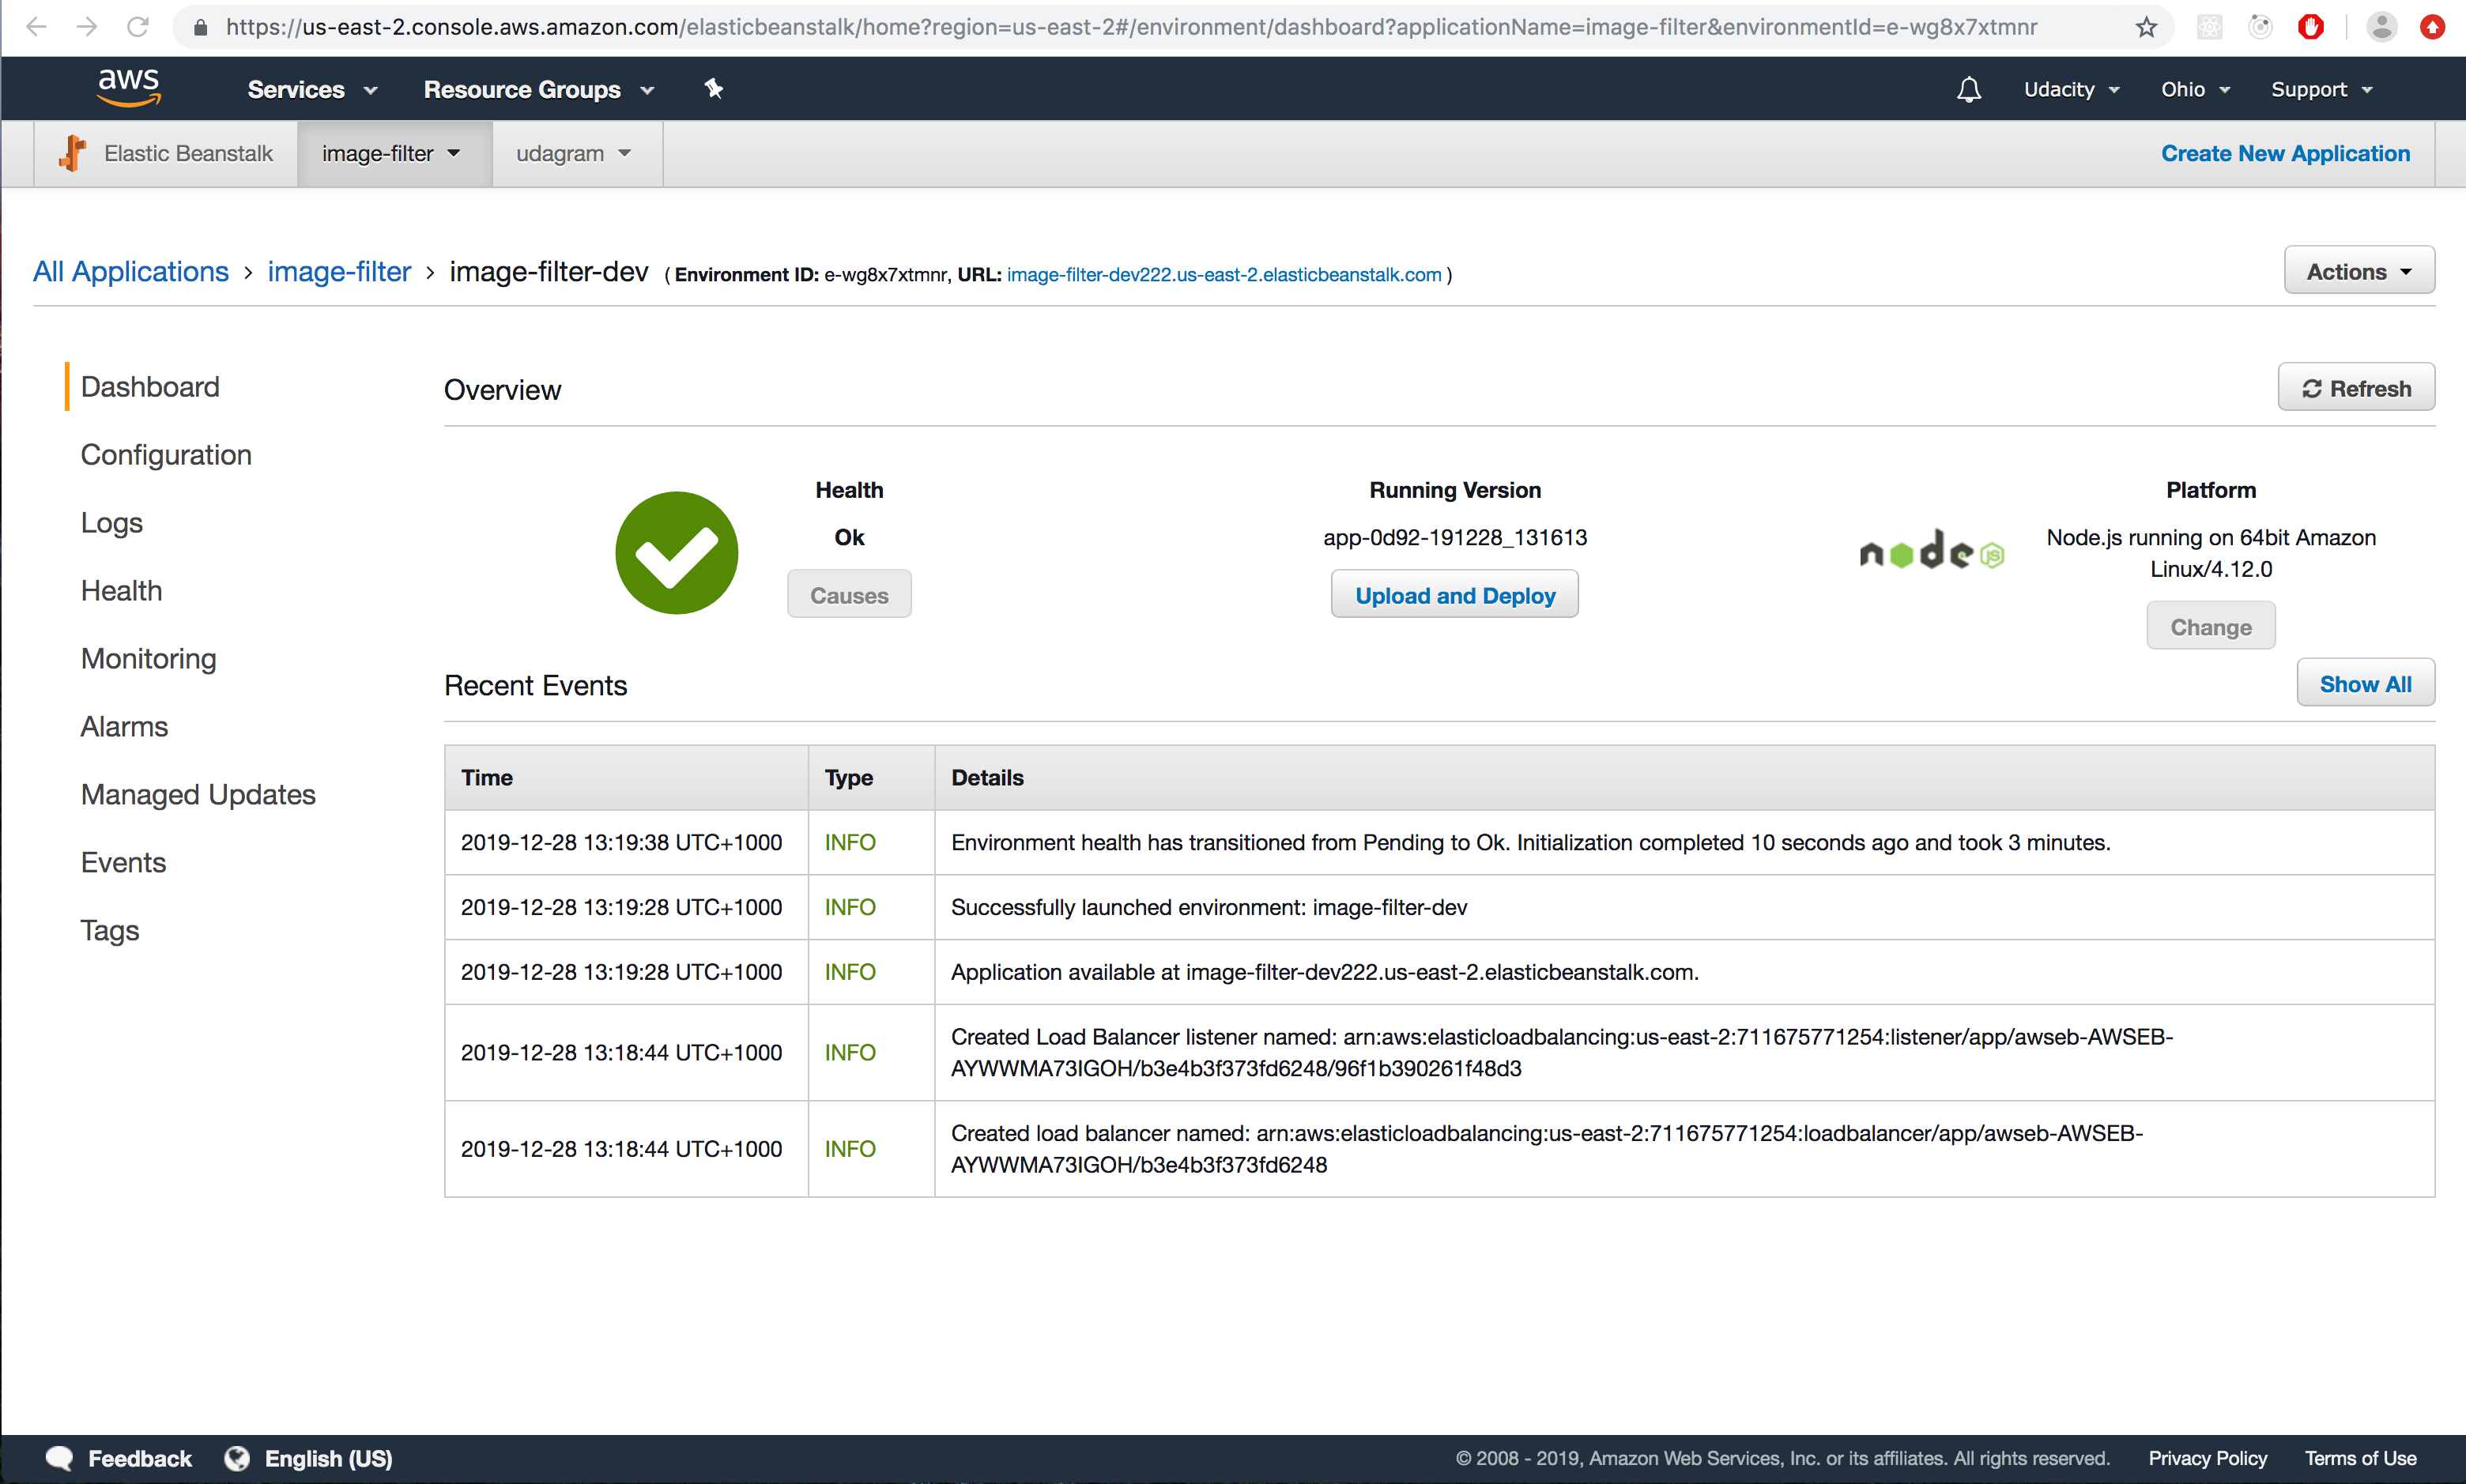 https://us-east-2.console.aws.amazon.com/elasticbeanstalk/home?region=us-east-2#/environment/dashboard?applicationName=image-filter&environmentId=e-wg8x7xtmnr
aws Services Resource Groups Udacity Ohio Support
Elastic Beanstalk image-filter udagram Create New Application
All Applications › image-filter › image-filter-dev ( Environment ID: e-wg8x7xtmnr, URL: image-filter-dev222.us-east-2.elasticbeanstalk.com ) Actions
Dashboard
Configuration
Logs
Health
Monitoring
Alarms
Managed Updates
Events
Tags
Overview Refresh
Health
Ok
Causes
Running Version
app-0d92-191228_131613
Upload and Deploy
node JS
Platform
Node.js running on 64bit Amazon
Linux/4.12.0
Change
Recent Events Show All
Time Type Details
2019-12-28 13:19:38 UTC+1000 INFO Environment health has transitioned from Pending to Ok. Initialization completed 10 seconds ago and took 3 minutes.
2019-12-28 13:19:28 UTC+1000 INFO Successfully launched environment: image-filter-dev
2019-12-28 13:19:28 UTC+1000 INFO Application available at image-filter-dev222.us-east-2.elasticbeanstalk.com.
2019-12-28 13:18:44 UTC+1000 INFO Created Load Balancer listener named: arn:aws:elasticloadbalancing:us-east-2:711675771254:listener/app/awseb-AWSEB-
AYWWMA73IGOH/b3e4b3f373fd6248/96f1b390261f48d3
2019-12-28 13:18:44 UTC+1000 INFO Created load balancer named: arn:aws:elasticloadbalancing:us-east-2:711675771254:loadbalancer/app/awseb-AWSEB-
AYWWMA73IGOH/b3e4b3f373fd6248
Feedback English (US) © 2008 - 2019, Amazon Web Services, Inc. or its affiliates. All rights reserved. Privacy Policy Terms of Use